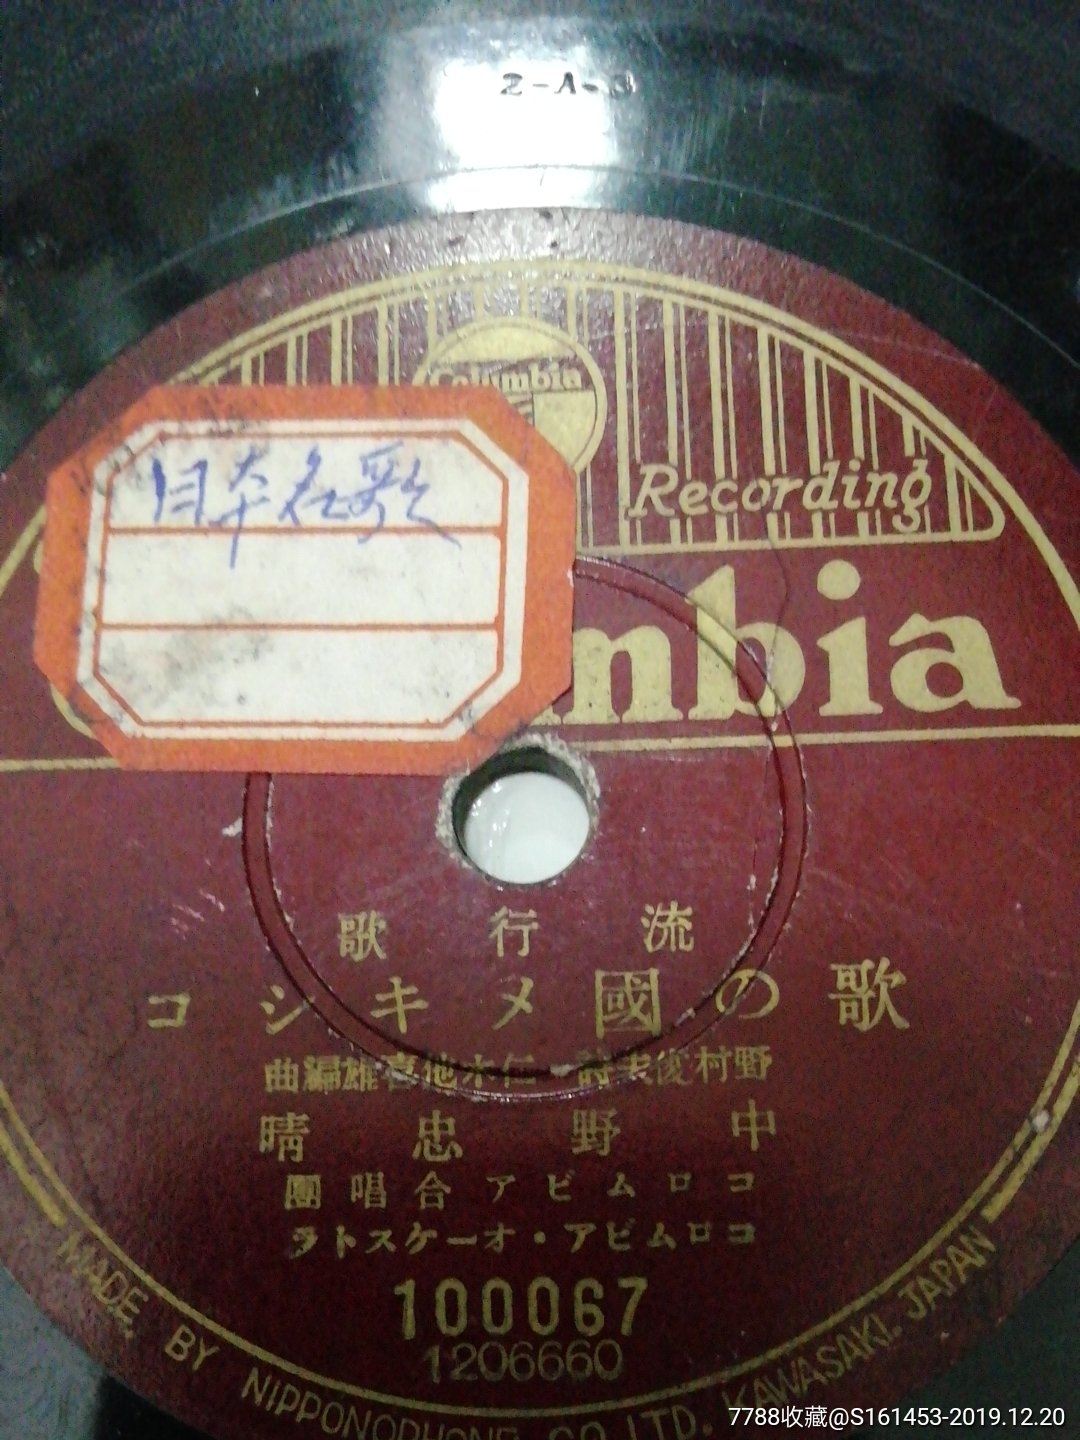 Columbia
日本名歌
Recording
mbia
流行歌
歌の國メキシコ
野村俊夫詩 仁木他喜雄編曲
中野忠晴
コロムビア合唱團
コロムビア・オーケストラ
100067
1206660
MADE BY NIPPONOPHONE CO. LTD. KAWASAKI. JAPAN
7788收藏@S161453-2019.12.20